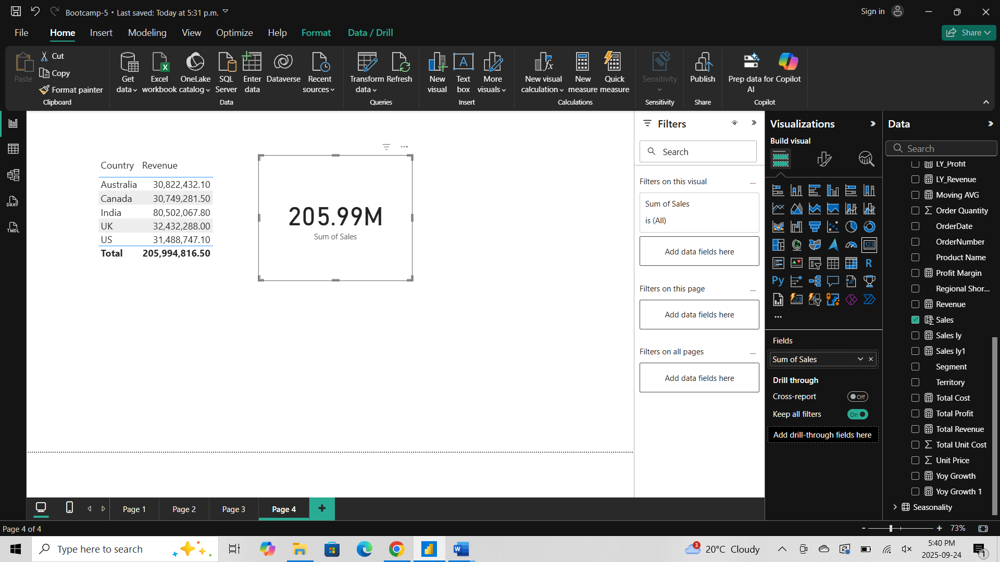 Bootcamp-5 • Last saved: Today at 5:31 p.m.
Sign in
File Home Insert Modeling View Optimize Help Format Data / Drill
Share
Paste
Cut
Copy
Format painter
Clipboard
Get data
Excel workbook
OneLake catalog
SQL Server
Enter data
Dataverse
Recent sources
Data
Transform data
Refresh
Queries
New visual
Text box
More visuals
Insert
New visual calculation
New measure
Quick measure
Calculations
Sensitivity
Sensitivity
Publish
Share
Prep data for AI
Copilot
Copilot
DAX
TMDL
Country Revenue
Australia 30,822,432.10
Canada 30,749,281.50
India 80,502,067.80
UK 32,432,288.00
US 31,488,747.10
Total 205,994,816.50
205.99M
Sum of Sales
Filters
Search
Filters on this visual ...
Sum of Sales
is (All)
Add data fields here
Filters on this page ...
Add data fields here
Filters on all pages ...
Add data fields here
Visualizations
Build visual
123
R
Py
123
...
Fields
Sum of Sales
Drill through
Cross-report Off
Keep all filters On
Add drill-through fields here
Data
Search
LY_Profit
LY_Revenue
Moving AVG
Order Quantity
OrderDate
OrderNumber
Product Name
Profit Margin
Regional Shor...
Revenue
Sales
Sales ly
Sales ly1
Segment
Territory
Total Cost
Total Profit
Total Revenue
Total Unit Cost
Unit Price
Yoy Growth
Yoy Growth 1
Seasonality
Page 1 Page 2 Page 3 Page 4 +
Page 4 of 4
- + 73%
Type here to search
3
20°C Cloudy
5:40 PM
2025-09-24
1